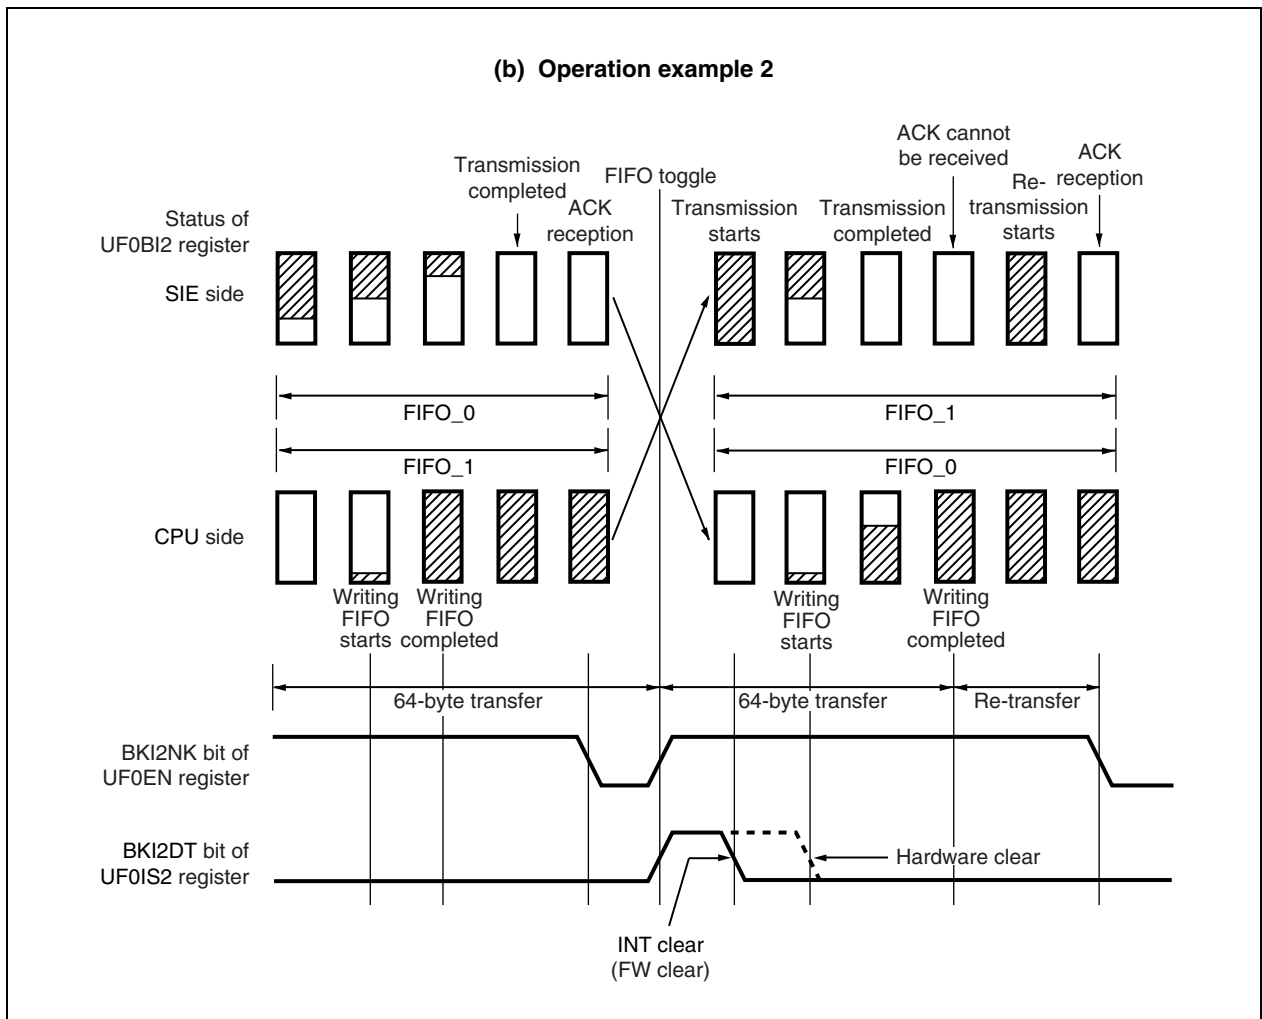 (b) Operation example 2
ACK cannot
be received
ACK
reception
Transmission
completed
FIFO toggle
Re-
transmission
starts
Status of
UF0BI2 register
ACK
reception
Transmission
starts
Transmission
completed
SIE side
FIFO_0
FIFO_1
FIFO_1
FIFO_0
CPU side
Writing
FIFO
starts
Writing
FIFO
completed
Writing
FIFO
starts
Writing
FIFO
completed
64-byte transfer
64-byte transfer
Re-transfer
BKI2NK bit of
UF0EN register
BKI2DT bit of
UF0IS2 register
Hardware clear
INT clear
(FW clear)